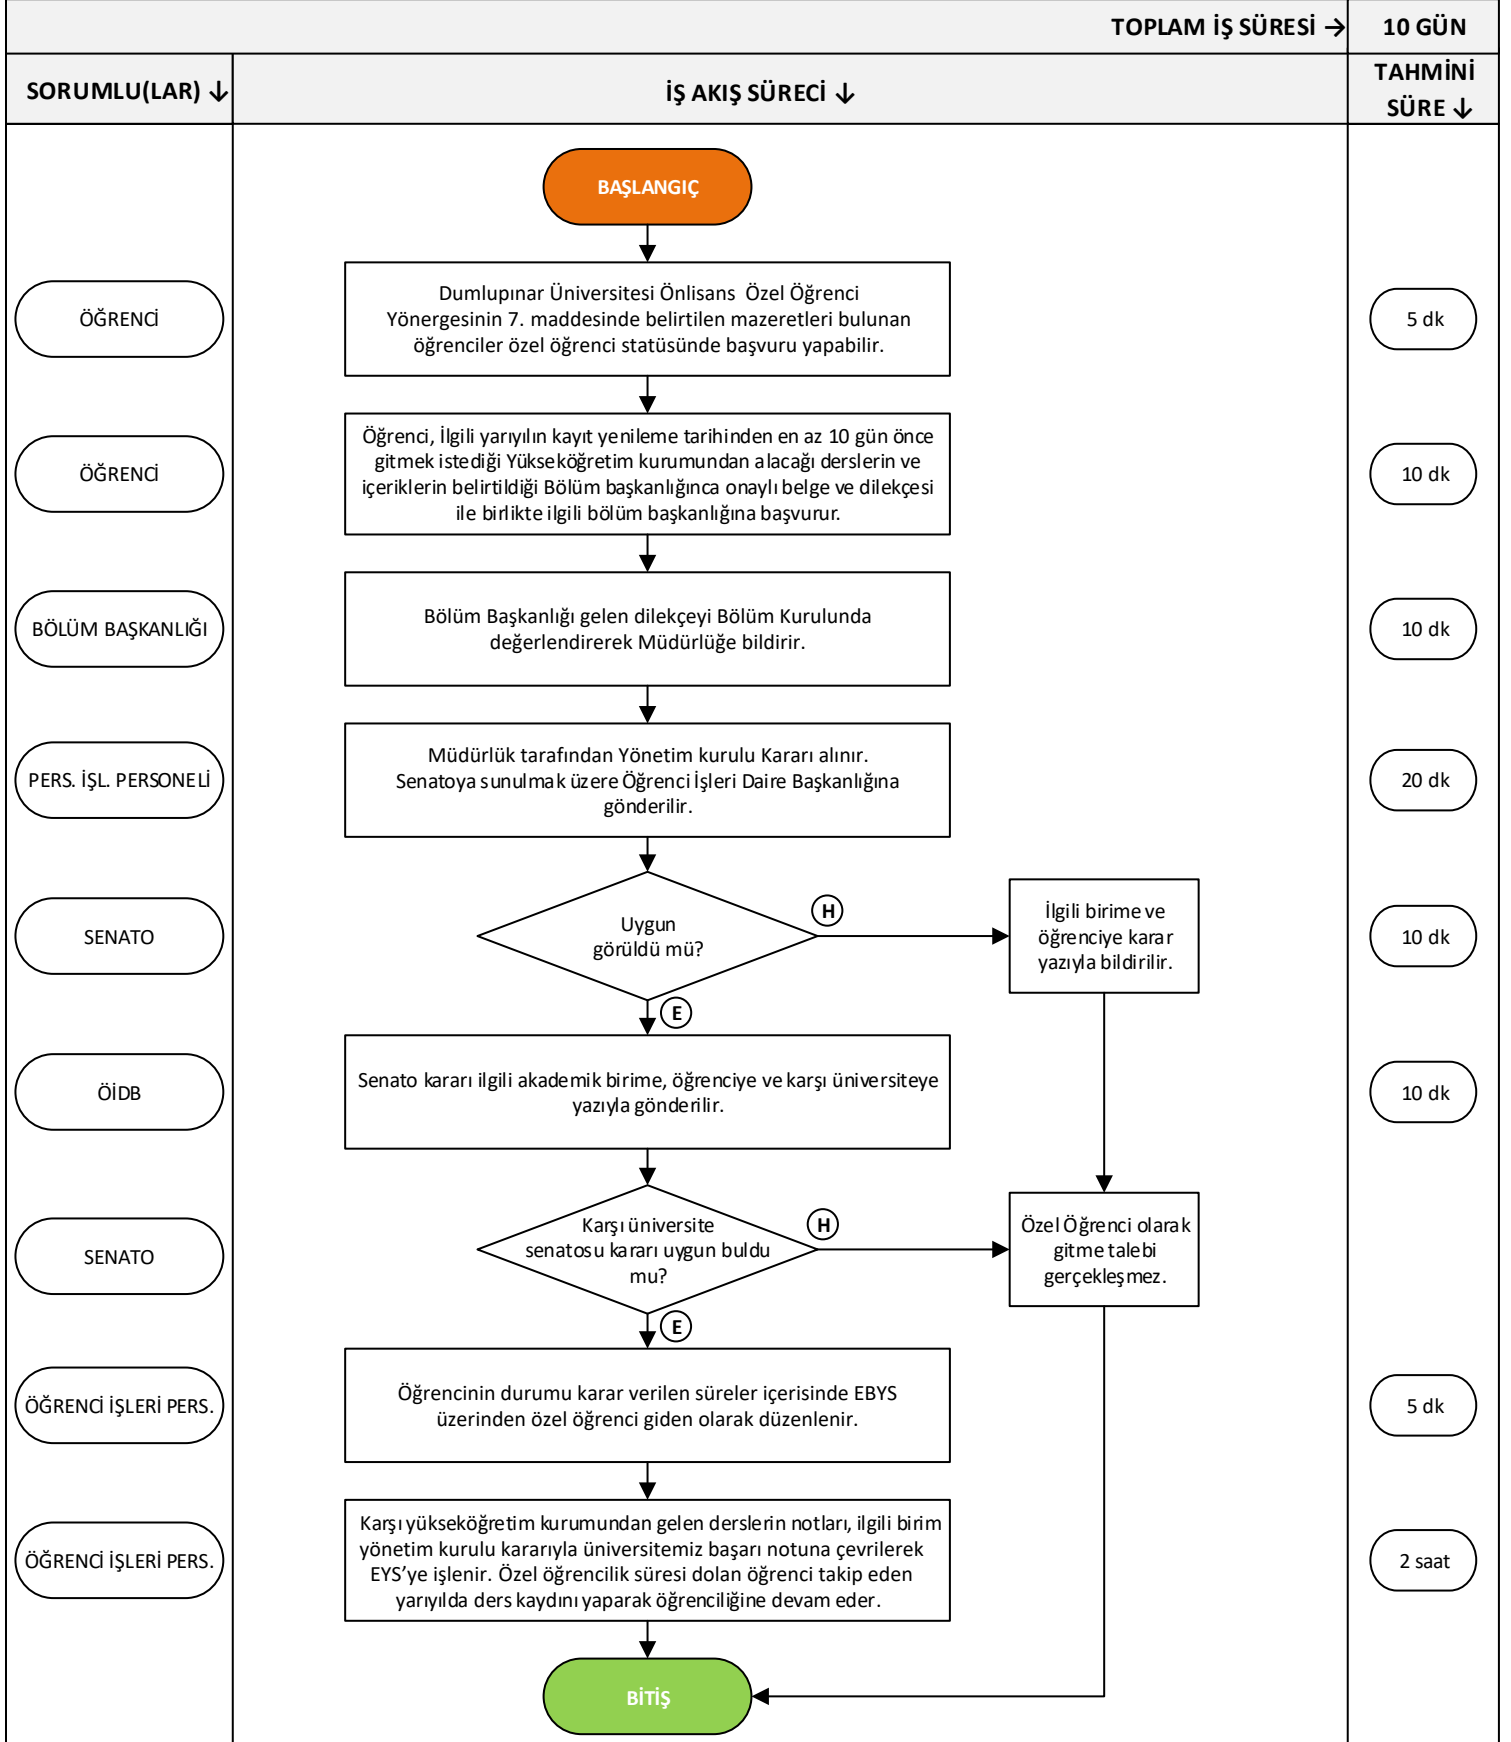 TOPLAM İŞ SÜRESİ → 10 GÜN
SORUMLU(LAR) ↓
İŞ AKIŞ SÜRECİ ↓
TAHMİNİ
SÜRE ↓
BAŞLANGIÇ
ÖĞRENCİ
Dumlupınar Üniversitesi Önlisans Özel Öğrenci
Yönergesinin 7. maddesinde belirtilen mazeretleri bulunan
öğrenciler özel öğrenci statüsünde başvuru yapabilir.
5 dk
ÖĞRENCİ
Öğrenci, İlgili yarıyılın kayıt yenileme tarihinden en az 10 gün önce
gitmek istediği Yükseköğretim kurumundan alacağı derslerin ve
içeriklerin belirtildiği Bölüm başkanlığınca onaylı belge ve dilekçesi
ile birlikte ilgili bölüm başkanlığına başvurur.
10 dk
BÖLÜM BAŞKANLIĞI
Bölüm Başkanlığı gelen dilekçeyi Bölüm Kurulunda
değerlendirerek Müdürlüğe bildirir.
10 dk
PERS. İŞL. PERSONELİ
Müdürlük tarafından Yönetim kurulu Kararı alınır.
Senatoya sunulmak üzere Öğrenci İşleri Daire Başkanlığına
gönderilir.
20 dk
SENATO
Uygun
görüldü mü?
H
İlgili birime ve
öğrenciye karar
yazıyla bildirilir.
10 dk
E
ÖİDB
Senato kararı ilgili akademik birime, öğrenciye ve karşı üniversiteye
yazıyla gönderilir.
10 dk
SENATO
Karşı üniversite
senatosu kararı uygun buldu
mu?
H
Özel Öğrenci olarak
gitme talebi
gerçekleşmez.
E
ÖĞRENCİ İŞLERİ PERS.
Öğrencinin durumu karar verilen süreler içerisinde EBYS
üzerinden özel öğrenci giden olarak düzenlenir.
5 dk
ÖĞRENCİ İŞLERİ PERS.
Karşı yükseköğretim kurumundan gelen derslerin notları, ilgili birim
yönetim kurulu kararıyla üniversitemiz başarı notuna çevrilerek
EYS’ye işlenir. Özel öğrencilik süresi dolan öğrenci takip eden
yarıyılda ders kaydını yaparak öğrenciliğine devam eder.
2 saat
BİTİŞ